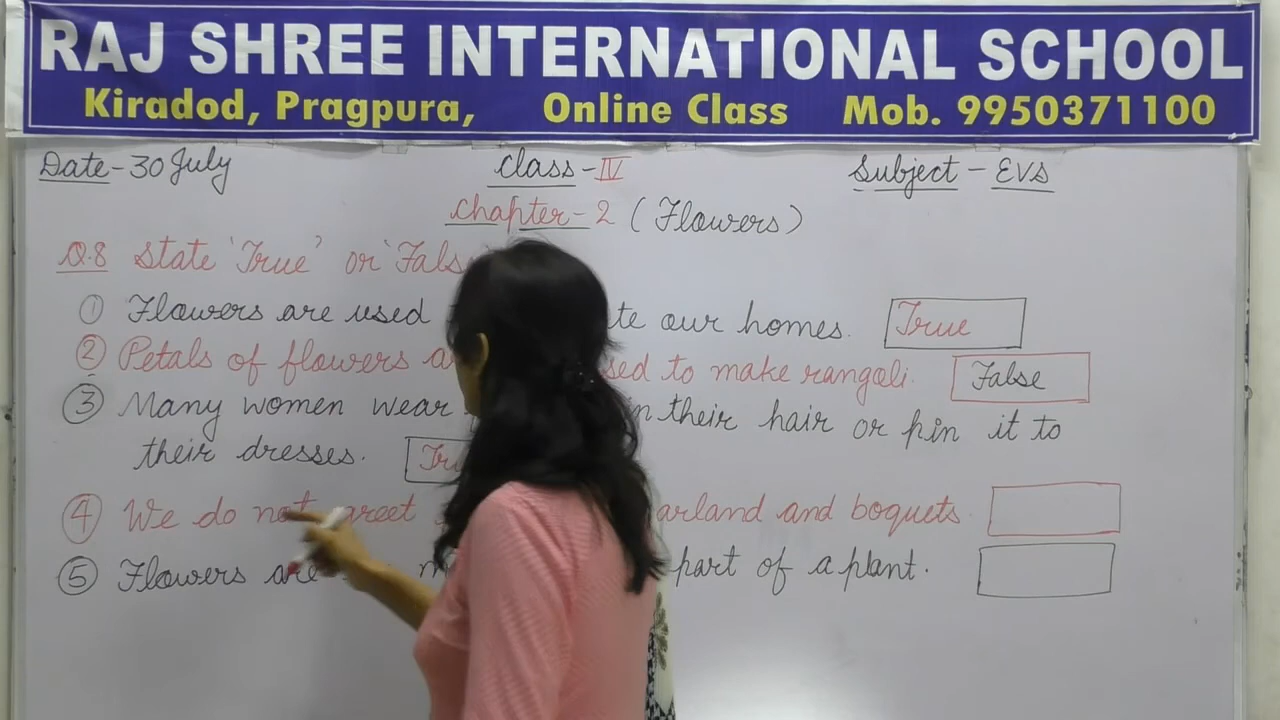 RAJ SHREE INTERNATIONAL SCHOOL
Kiradod, Pragpura, Online Class Mob. 9950371100
Date - 30 July Class - IV Subject - EVS
Chapter - 2 (Flowers)
Q.8 State 'True' or 'Fals
① Flowers are used te our homes. True
② Petals of flowers a sed to make rangoli. False
③ Many women wear in their hair or pin it to
their dresses. Tru
④ We do not greet arland and boquets.
⑤ Flowers are m part of a plant.